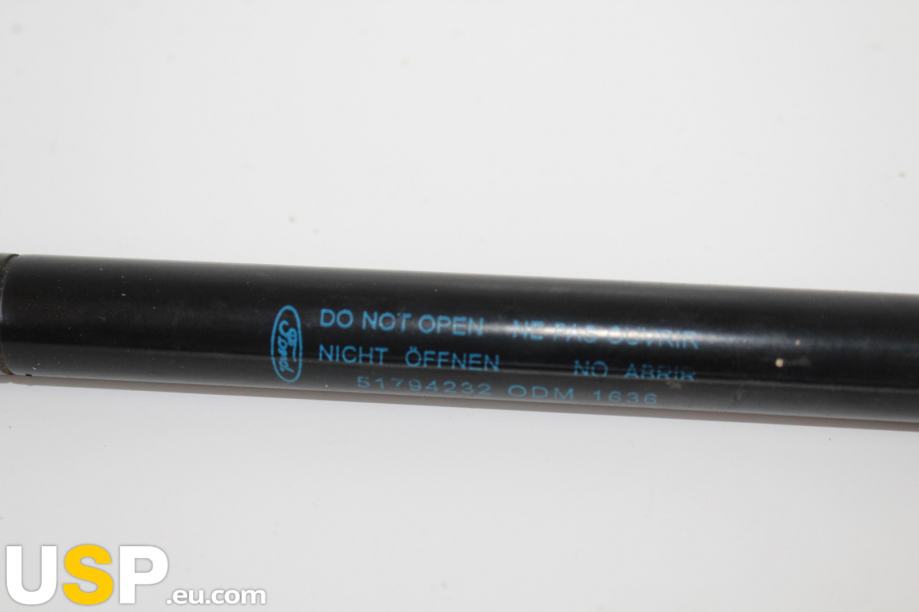 Ford
DO NOT OPEN NE PAS OUVRIR
NICHT ÖFFNEN NO ABRIR
51794232 ODM 1636
USP.eu.com